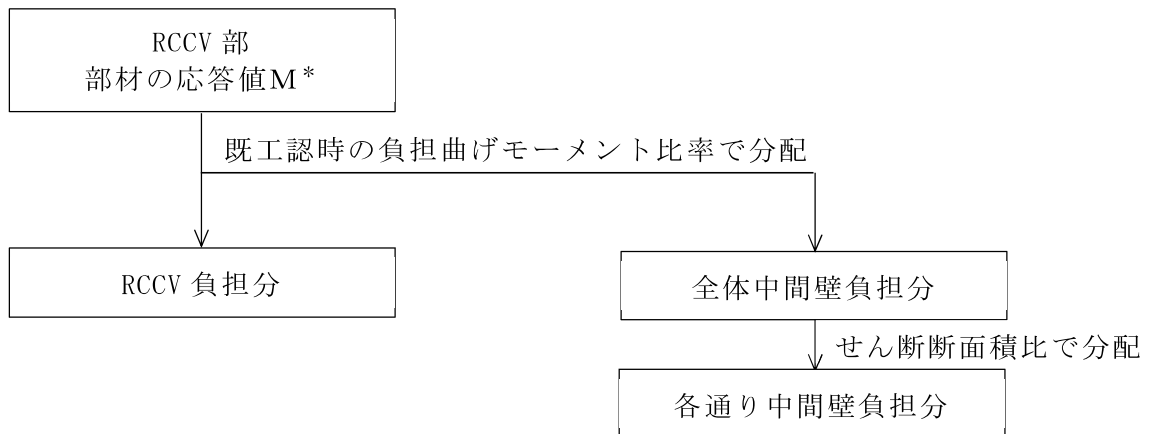 RCCV 部
部材の応答値M*
既工認時の負担曲げモーメント比率で分配
RCCV 負担分
全体中間壁負担分
せん断断面積比で分配
各通り中間壁負担分